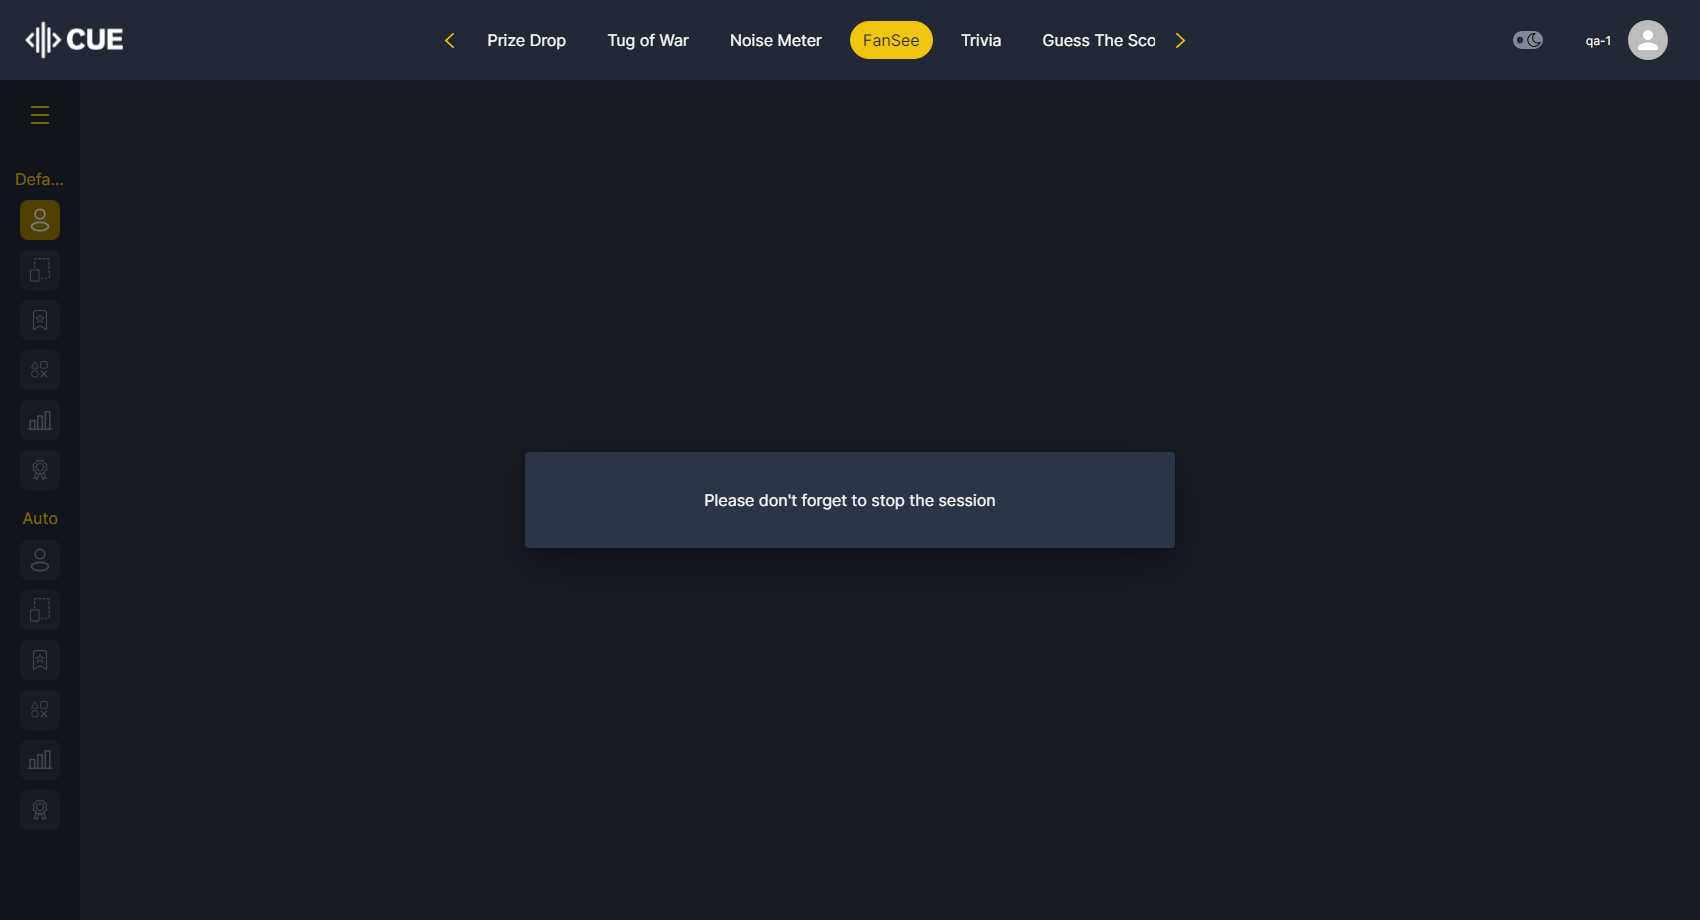 CUE
Prize Drop
Tug of War
Noise Meter
FanSee
Trivia
Guess The Sco
qa-1
Defa...
Auto
Please don't forget to stop the session